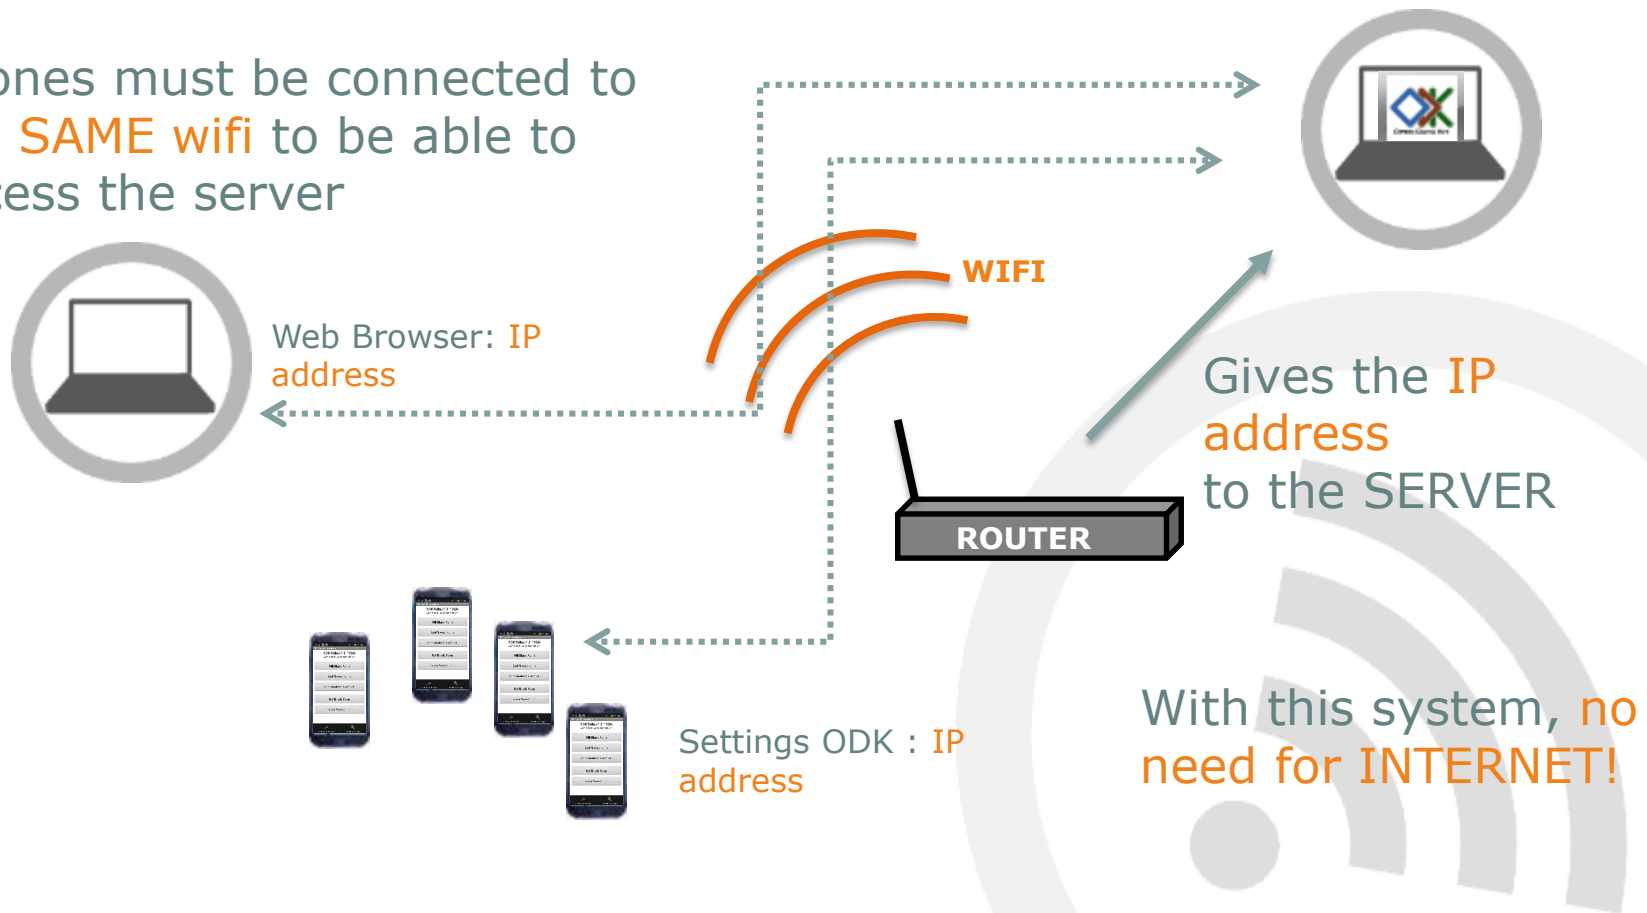 ones must be connected to
SAME wifi to be able to
cess the server
WIFI
Web Browser: IP
address
Gives the IP
address
to the SERVER
ROUTER
With this system, no
need for INTERNET!
Settings ODK : IP
address